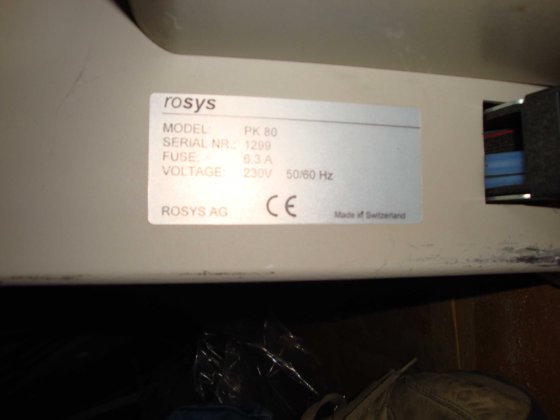 rosys
MODEL: PK 80
SERIAL NR.: 1299
FUSE: 6.3 A
VOLTAGE: 230V 50/60 Hz
ROSYS AG CE Made in Switzerland